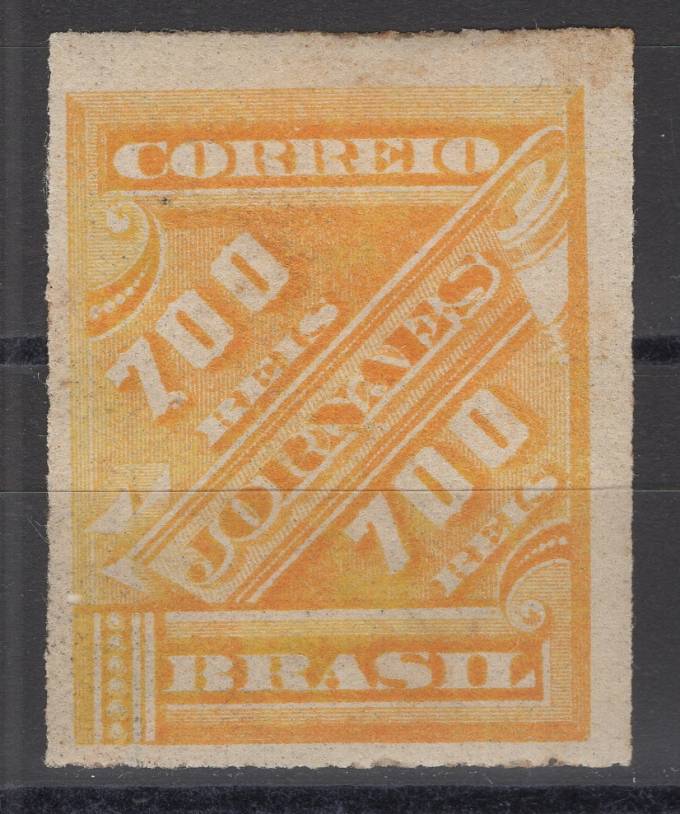 CORREIO
700
REIS
JORNAES
700
REIS
BRASIL